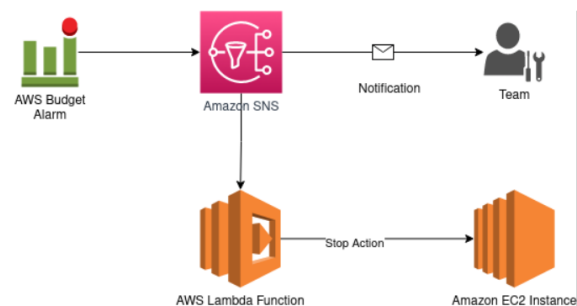 AWS Budget
Alarm
Amazon SNS
Notification
Team
AWS Lambda Function
Stop Action
Amazon EC2 Instance